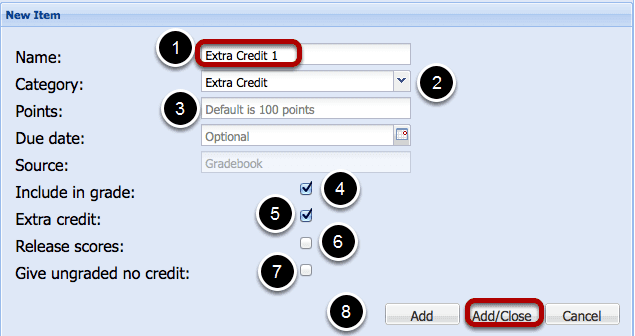 New Item
1
Name: Extra Credit 1
Category: Extra Credit 2
Points: 3 Default is 100 points
Due date: Optional
Source: Gradebook
Include in grade: 4
Extra credit: 5
Release scores: 6
Give ungraded no credit: 7
8 Add Add/Close Cancel